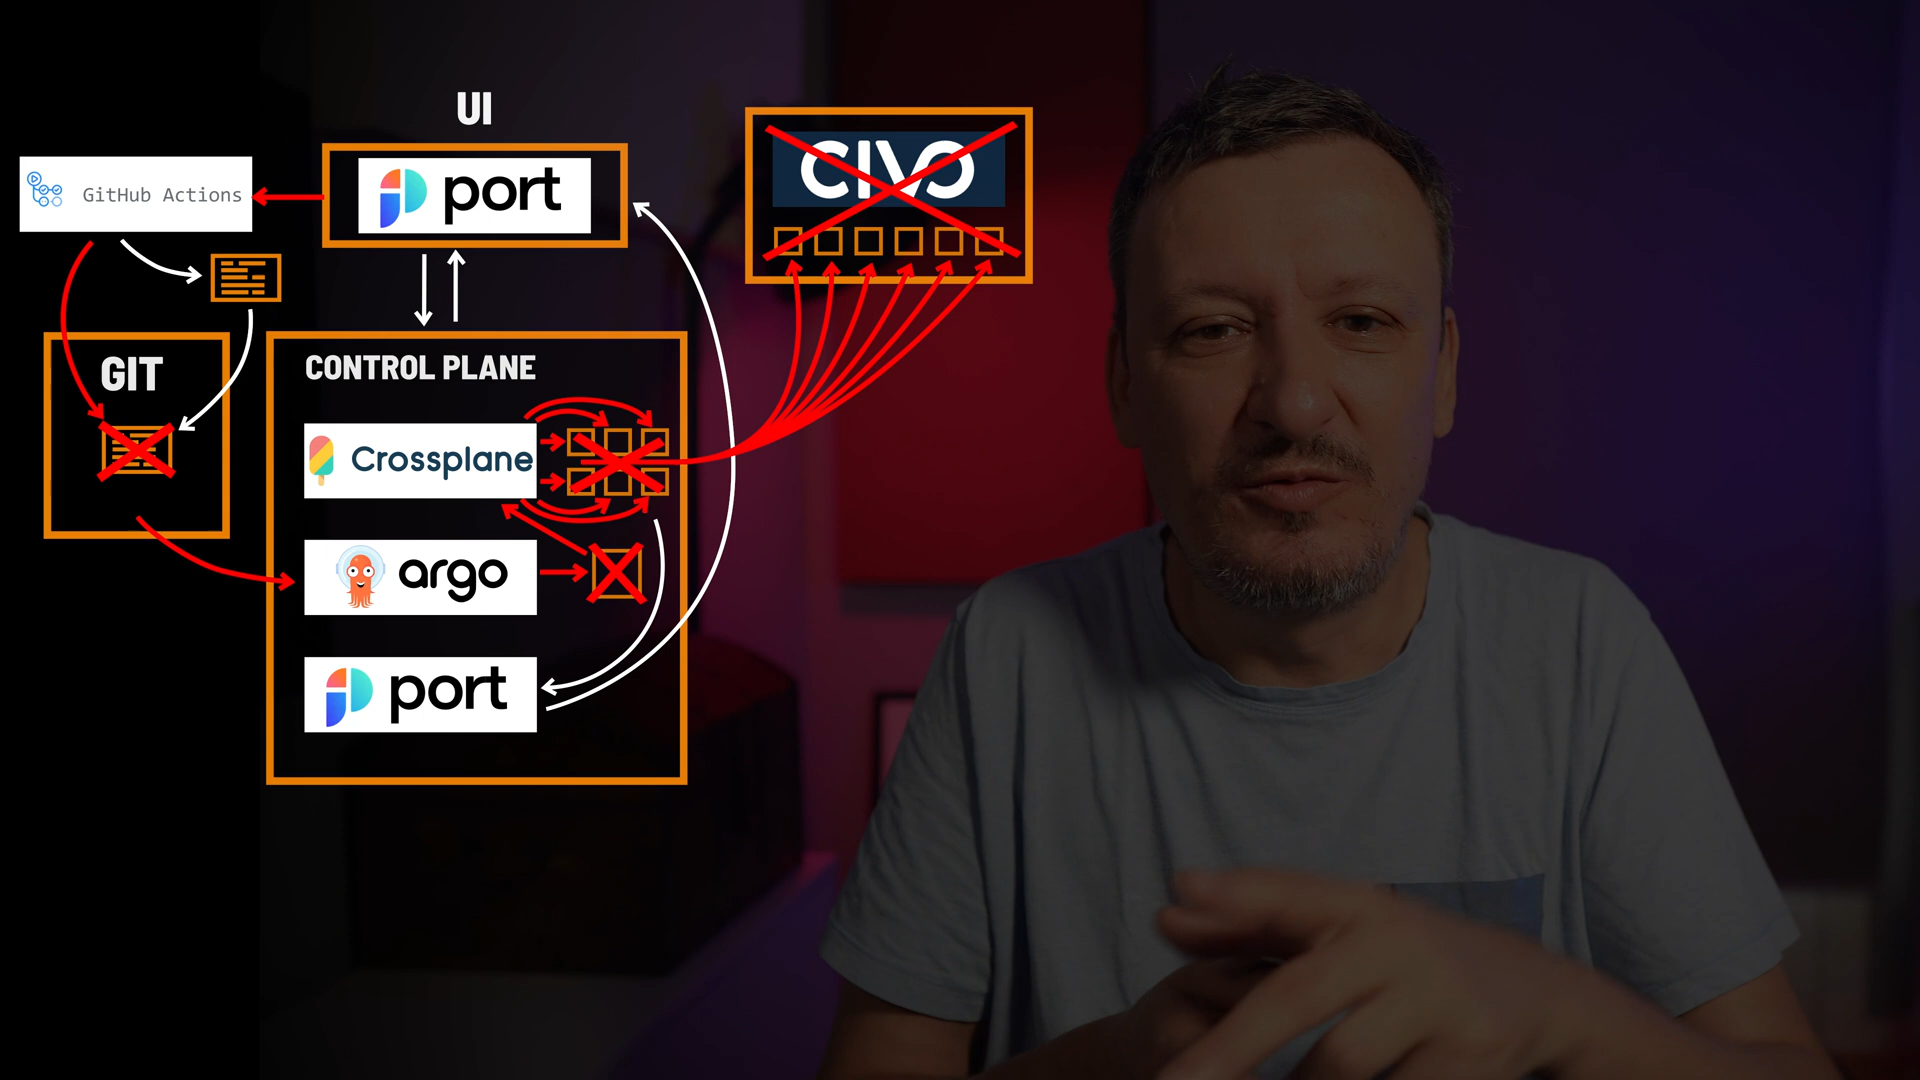 UI
GitHub Actions
port
CIVO
GIT
CONTROL PLANE
Crossplane
argo
port